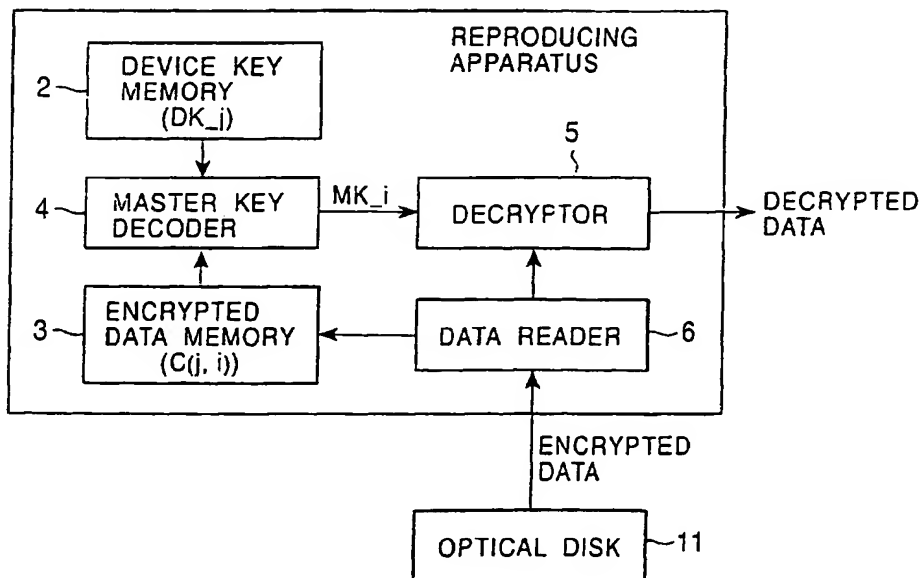 REPRODUCING
APPARATUS
2
DEVICE KEY
MEMORY
(DK_j)
5
4
MASTER KEY
DECODER
MK_i
DECRYPTOR
DECRYPTED
DATA
3
ENCRYPTED
DATA MEMORY
(C(j, i))
DATA READER
6
ENCRYPTED
DATA
OPTICAL DISK
11